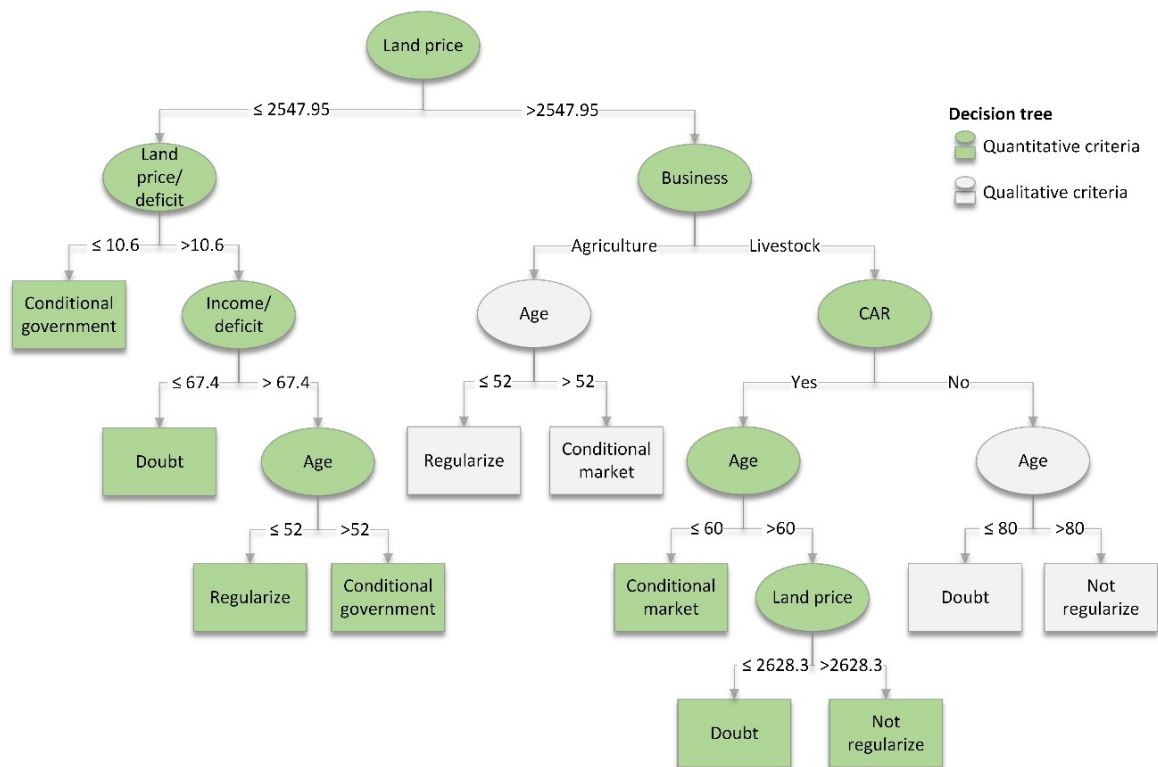 Land price
≤ 2547.95
>2547.95
Decision tree
Quantitative criteria
Qualitative criteria
Land
price/
deficit
Business
≤ 10.6
>10.6
Agriculture
Livestock
Conditional
government
Income/
deficit
Age
CAR
≤ 67.4
> 67.4
≤ 52
> 52
Yes
No
Doubt
Age
Regularize
Conditional
market
Age
Age
≤ 52
>52
≤ 60
>60
≤ 80
>80
Regularize
Conditional
government
Conditional
market
Land price
Doubt
Not
regularize
≤ 2628.3
>2628.3
Doubt
Not
regularize